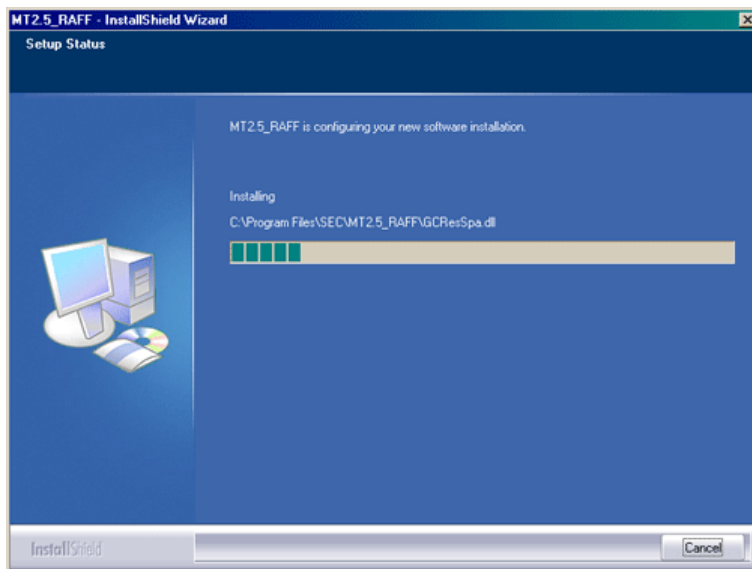 MT2.5_RAFF - InstallShield Wizard
Setup Status
MT2.5_RAFF is configuring your new software installation.
Installing
C:\Program Files\SEC\MT2.5_RAFF\GCResSpa.dll
InstallShield
Cancel